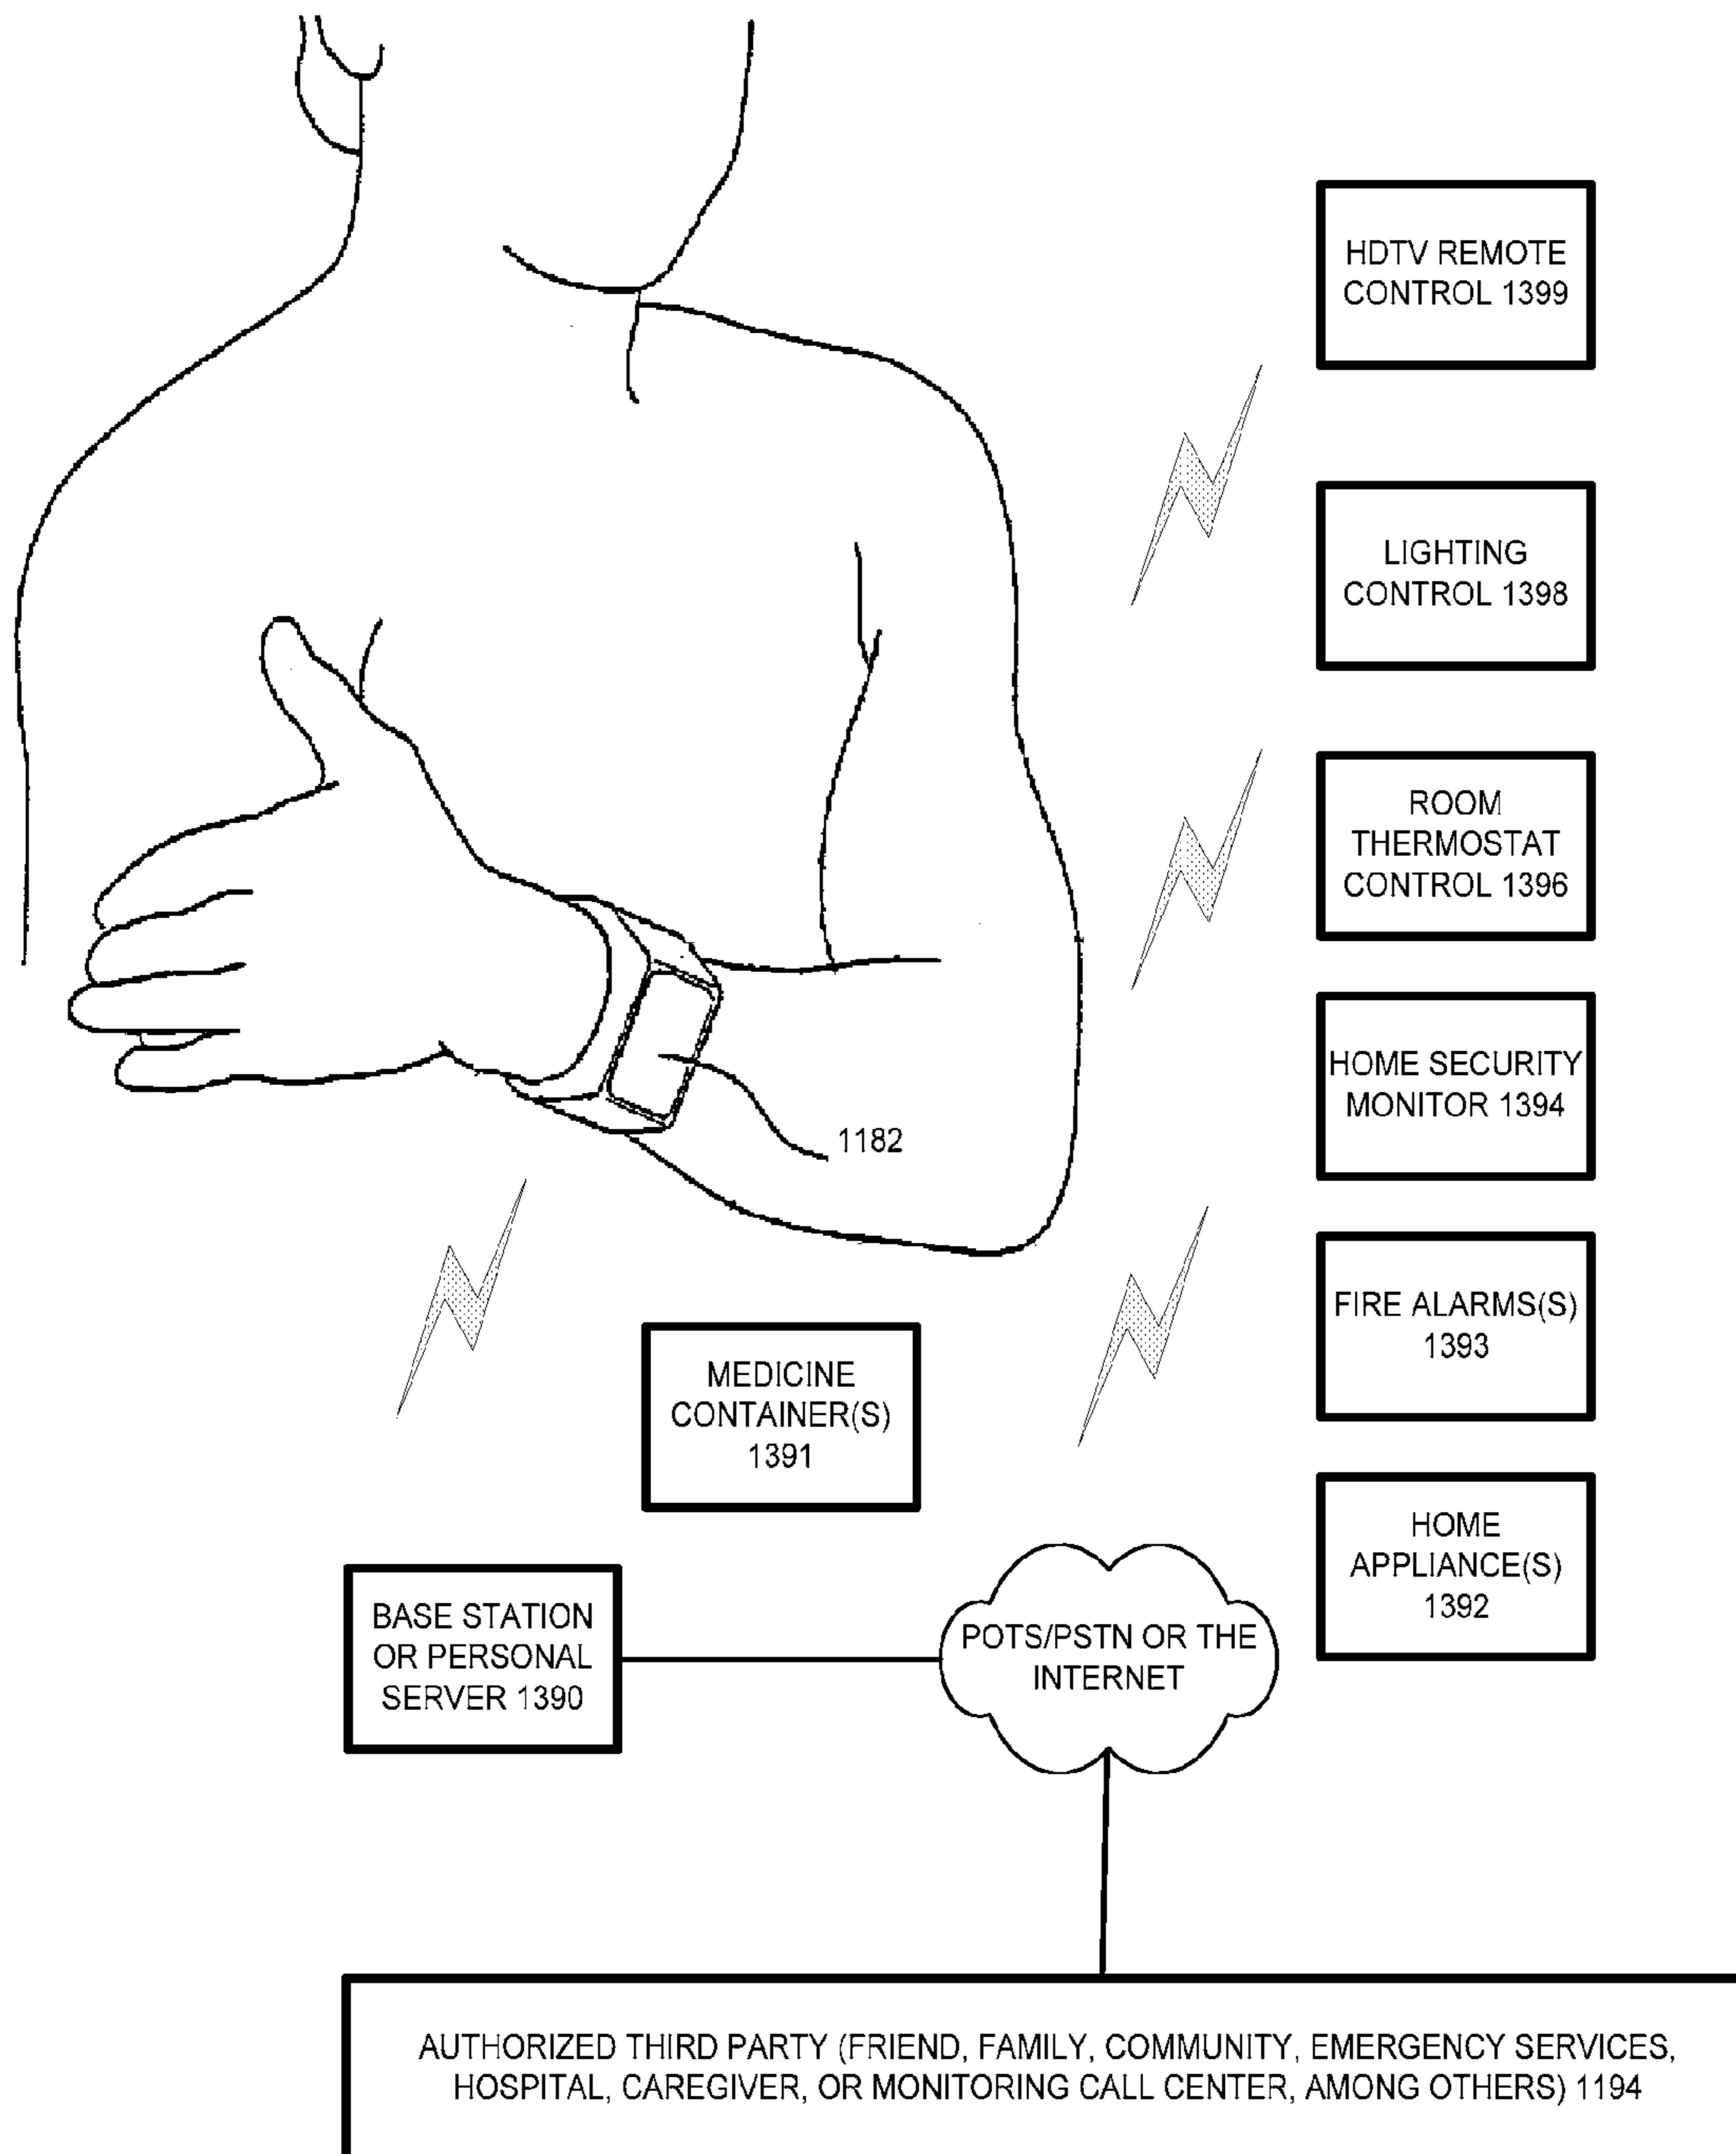 HDTV REMOTE
CONTROL 1399
LIGHTING
CONTROL 1398
ROOM
THERMOSTAT
CONTROL 1396
HOME SECURITY
MONITOR 1394
1182
FIRE ALARMS(S)
1393
MEDICINE
CONTAINER(S)
1391
HOME
APPLIANCE(S)
1392
BASE STATION
OR PERSONAL
SERVER 1390
POTS/PSTN OR THE
INTERNET
AUTHORIZED THIRD PARTY (FRIEND, FAMILY, COMMUNITY, EMERGENCY SERVICES,
HOSPITAL, CAREGIVER, OR MONITORING CALL CENTER, AMONG OTHERS) 1194